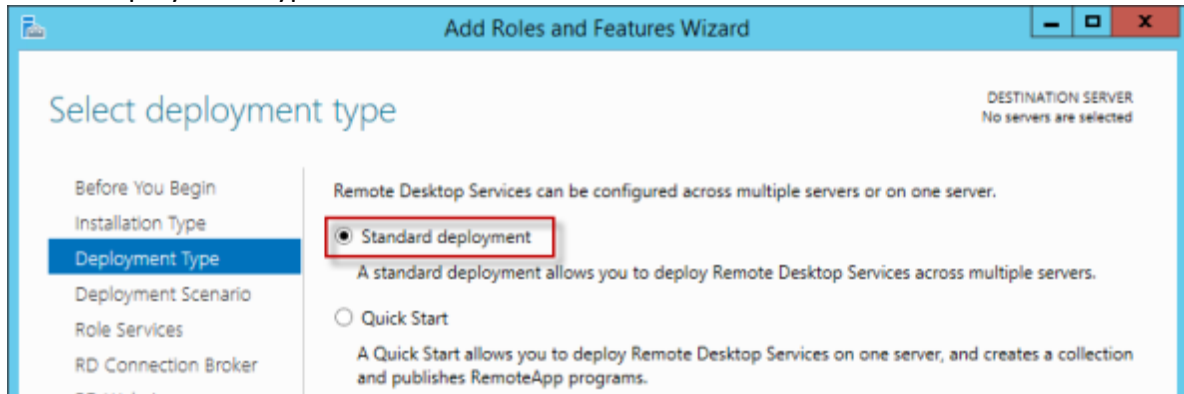 Add Roles and Features Wizard
Select deployment type
DESTINATION SERVER
No servers are selected
Before You Begin
Installation Type
Deployment Type
Deployment Scenario
Role Services
RD Connection Broker
Remote Desktop Services can be configured across multiple servers or on one server.
Standard deployment
A standard deployment allows you to deploy Remote Desktop Services across multiple servers.
Quick Start
A Quick Start allows you to deploy Remote Desktop Services on one server, and creates a collection
and publishes RemoteApp programs.